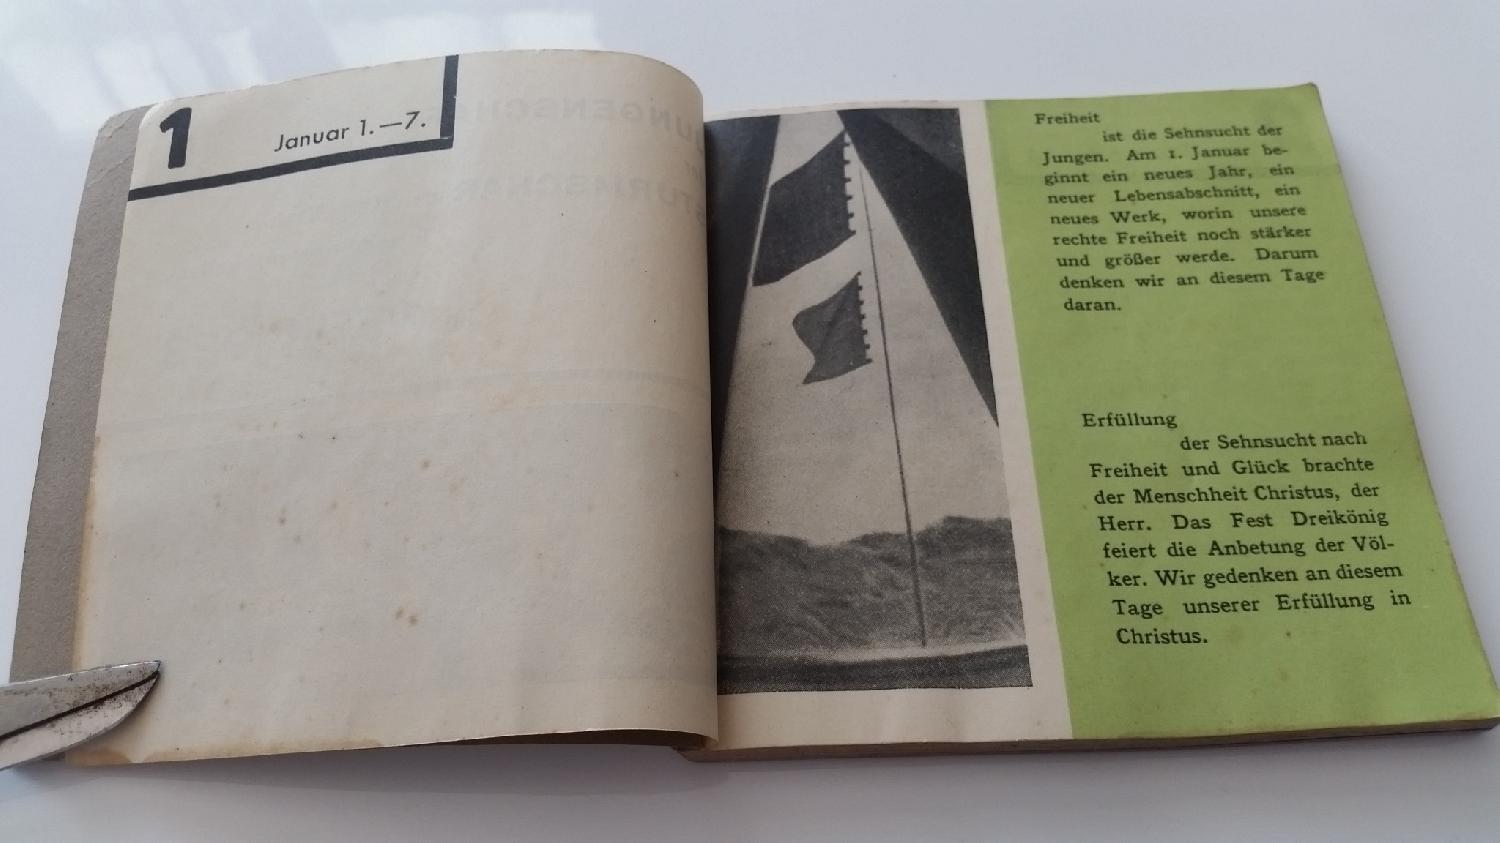 1
Januar 1.—7.
Freiheit
ist die Sehnsucht der
Jungen. Am 1. Januar be-
ginnt ein neues Jahr, ein
neuer Lebensabschnitt, ein
neues Werk, worin unsere
rechte Freiheit noch stärker
und größer werde. Darum
denken wir an diesem Tage
daran.
Erfüllung
der Sehnsucht nach
Freiheit und Glück brachte
der Menschheit Christus, der
Herr. Das Fest Dreikönig
feiert die Anbetung der Völ-
ker. Wir gedenken an diesem
Tage unserer Erfüllung in
Christus.